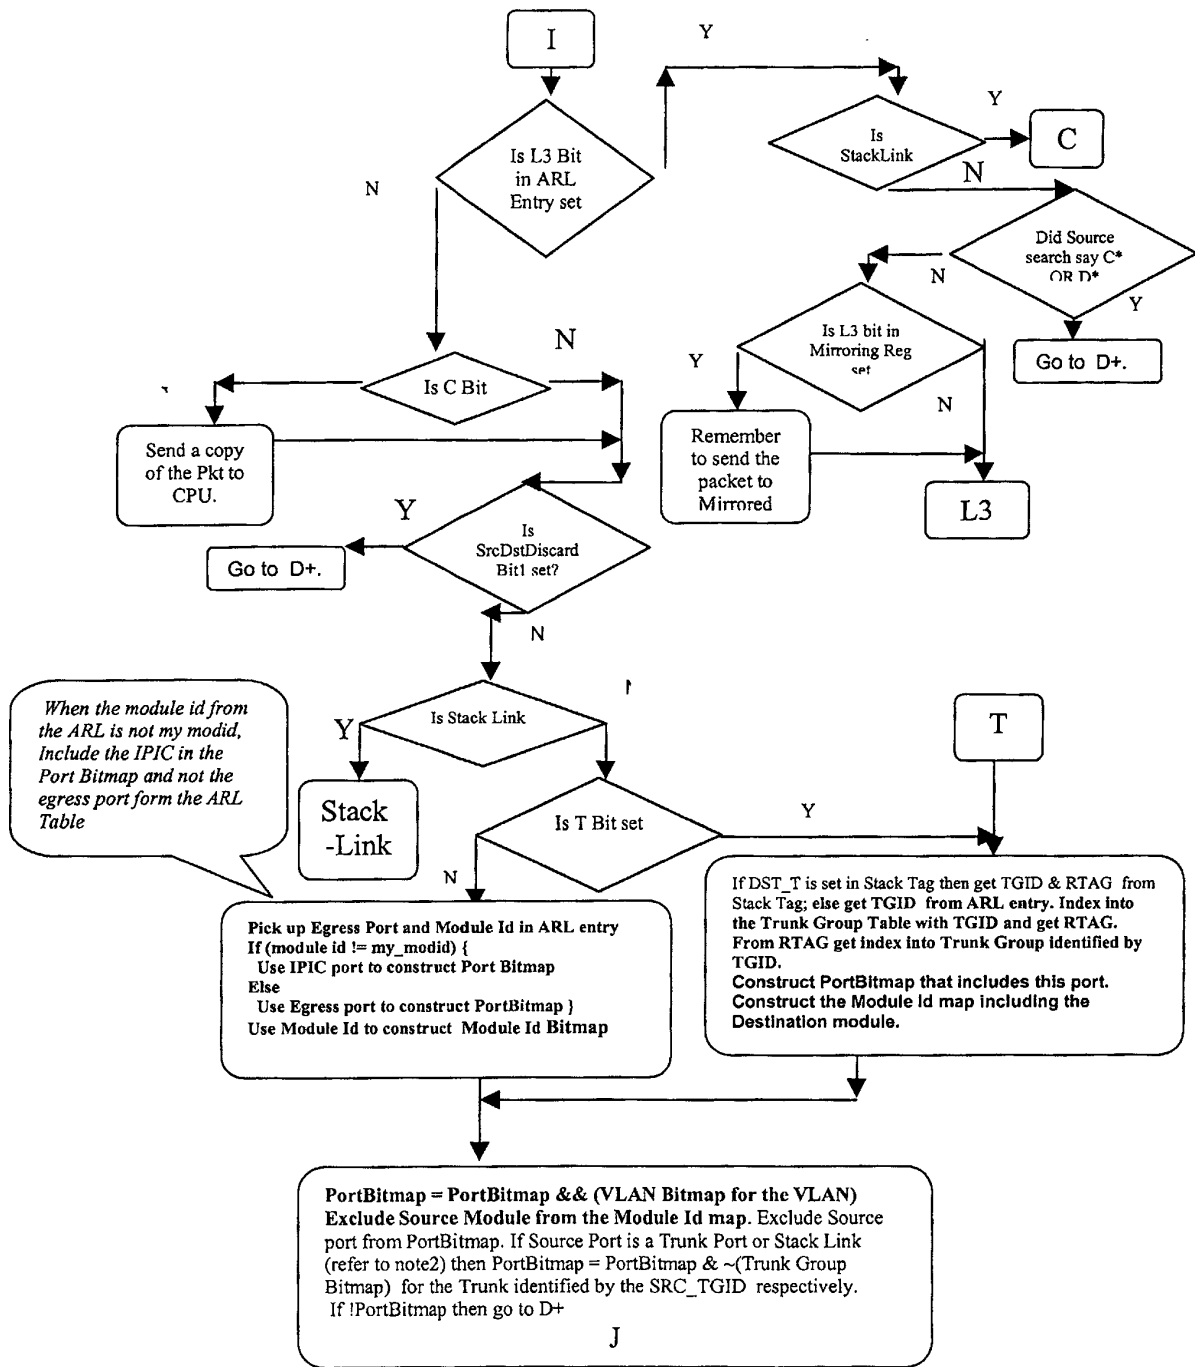 I
Y
Is L3 Bit
in ARL
Entry set
N
Is
StackLink
Y
C
N
Did Source
search say C*
OR D*
N
Y
Go to D+.
Is L3 bit in
Mirroring Reg
set
Y
N
Remember
to send the
packet to
Mirrored
L3
N
Is C Bit
Send a copy
of the Pkt to
CPU.
Y
Is
SrcDstDiscard
Bit1 set?
Go to D+.
N
When the module id from
the ARL is not my modid,
Include the IPIC in the
Port Bitmap and not the
egress port form the ARL
Table
Is Stack Link
Y
Stack
-Link
T
Is T Bit set
Y
N
Pick up Egress Port and Module Id in ARL entry
If (module id != my_modid) {
Use IPIC port to construct Port Bitmap
Else
Use Egress port to construct PortBitmap }
Use Module Id to construct Module Id Bitmap
If DST_T is set in Stack Tag then get TGID & RTAG from
Stack Tag; else get TGID from ARL entry. Index into
the Trunk Group Table with TGID and get RTAG.
From RTAG get index into Trunk Group identified by
TGID.
Construct PortBitmap that includes this port.
Construct the Module Id map including the
Destination module.
PortBitmap = PortBitmap && (VLAN Bitmap for the VLAN)
Exclude Source Module from the Module Id map. Exclude Source
port from PortBitmap. If Source Port is a Trunk Port or Stack Link
(refer to note2) then PortBitmap = PortBitmap & ~(Trunk Group
Bitmap) for the Trunk identified by the SRC_TGID respectively.
If !PortBitmap then go to D+
J